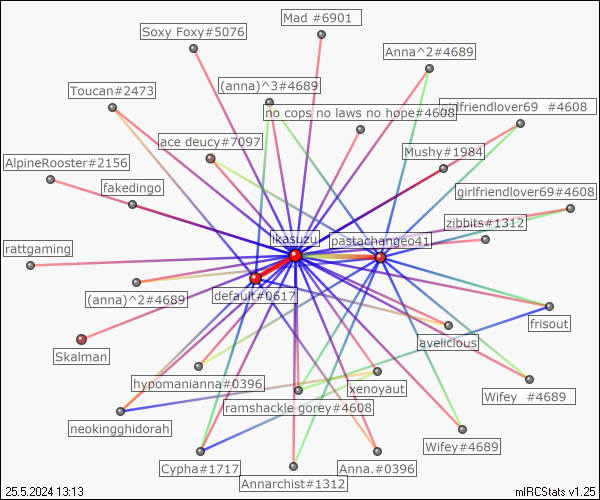 Mad #6901
Soxy Foxy#5076
Anna^2#4689
Toucan#2473
(anna)^3#4689
girlfriendlover69 #4608
no cops no laws no hope#4608
ace deucy#7097
Mushy#1984
AlpineRooster#2156
fakedingo
girlfriendlover69#4608
zibbits#1312
ikasuzu
pastachangeo41
rattgaming
(anna)^2#4689
default#0617
frisout
avelicious
Skalman
hypomanianna#0396
xenoyaut
Wifey #4689
ramshackle gorey#4608
neokingghidorah
Wifey#4689
Cypha#1717
Anna.#0396
Annarchist#1312
25.5.2024 13:13
mIRCStats v1.25